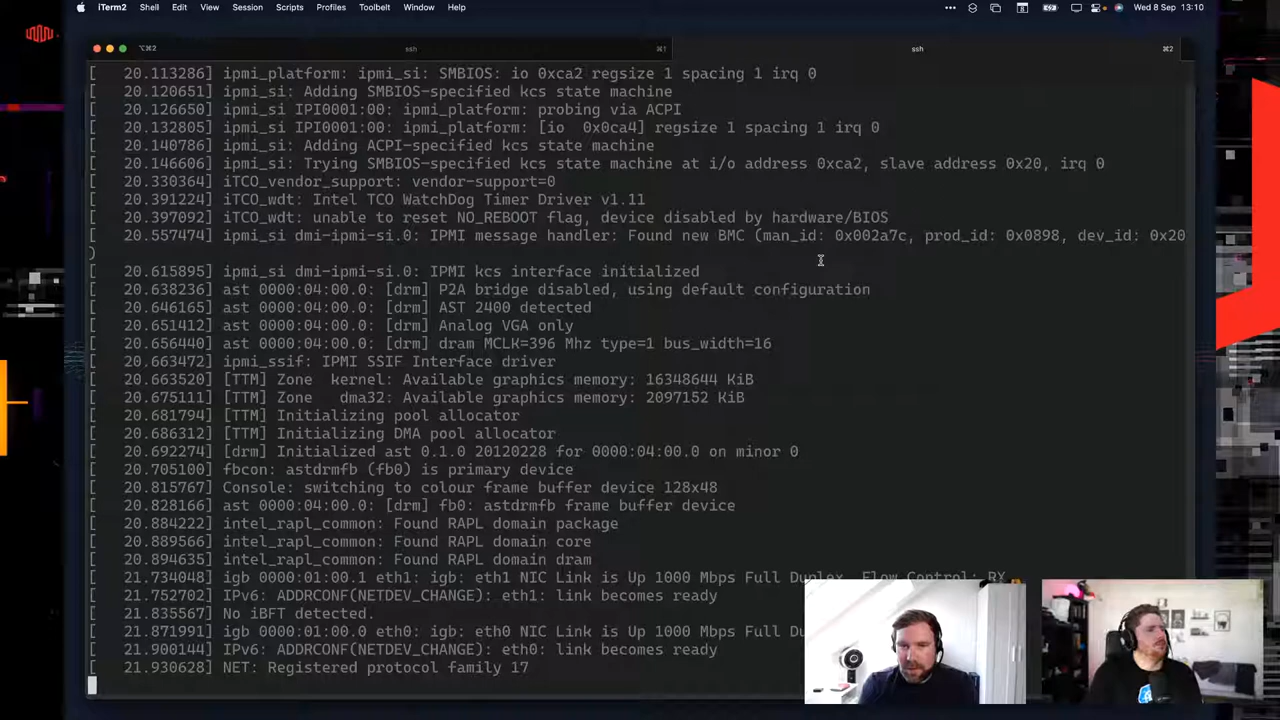 iTerm2 Shell Edit View Session Scripts Profiles Toolbelt Window Help
••• 8 Wed 8 Sep 13:10
⌥⌘2 ssh ⌘1 ssh ⌘2
[ 20.113286] ipmi_platform: ipmi_si: SMBIOS: io 0xca2 regsize 1 spacing 1 irq 0
[ 20.120651] ipmi_si: Adding SMBIOS-specified kcs state machine
[ 20.126650] ipmi_si IPI0001:00: ipmi_platform: probing via ACPI
[ 20.132805] ipmi_si IPI0001:00: ipmi_platform: [io 0x0ca4] regsize 1 spacing 1 irq 0
[ 20.140786] ipmi_si: Adding ACPI-specified kcs state machine
[ 20.146606] ipmi_si: Trying SMBIOS-specified kcs state machine at i/o address 0xca2, slave address 0x20, irq 0
[ 20.330364] iTCO_vendor_support: vendor-support=0
[ 20.391224] iTCO_wdt: Intel TCO WatchDog Timer Driver v1.11
[ 20.397092] iTCO_wdt: unable to reset NO_REBOOT flag, device disabled by hardware/BIOS
[ 20.557474] ipmi_si dmi-ipmi-si.0: IPMI message handler: Found new BMC (man_id: 0x002a7c, prod_id: 0x0898, dev_id: 0x20
)
[ 20.615895] ipmi_si dmi-ipmi-si.0: IPMI kcs interface initialized
[ 20.638236] ast 0000:04:00.0: [drm] P2A bridge disabled, using default configuration
[ 20.646165] ast 0000:04:00.0: [drm] AST 2400 detected
[ 20.651412] ast 0000:04:00.0: [drm] Analog VGA only
[ 20.656440] ast 0000:04:00.0: [drm] dram MCLK=396 Mhz type=1 bus_width=16
[ 20.663472] ipmi_ssif: IPMI SSIF Interface driver
[ 20.663520] [TTM] Zone kernel: Available graphics memory: 16348644 KiB
[ 20.675111] [TTM] Zone dma32: Available graphics memory: 2097152 KiB
[ 20.681794] [TTM] Initializing pool allocator
[ 20.686312] [TTM] Initializing DMA pool allocator
[ 20.692274] [drm] Initialized ast 0.1.0 20120228 for 0000:04:00.0 on minor 0
[ 20.705100] fbcon: astdrmfb (fb0) is primary device
[ 20.815767] Console: switching to colour frame buffer device 128x48
[ 20.828166] ast 0000:04:00.0: [drm] fb0: astdrmfb frame buffer device
[ 20.884222] intel_rapl_common: Found RAPL domain package
[ 20.889566] intel_rapl_common: Found RAPL domain core
[ 20.894635] intel_rapl_common: Found RAPL domain dram
[ 21.734048] igb 0000:01:00.1 eth1: igb: eth1 NIC Link is Up 1000 Mbps Full Duplex, Flow Control: RX
[ 21.752702] IPv6: ADDRCONF(NETDEV_CHANGE): eth1: link becomes ready
[ 21.835567] No iBFT detected.
[ 21.871991] igb 0000:01:00.0 eth0: igb: eth0 NIC Link is Up 1000 Mbps Full Du
[ 21.900144] IPv6: ADDRCONF(NETDEV_CHANGE): eth0: link becomes ready
[ 21.930628] NET: Registered protocol family 17